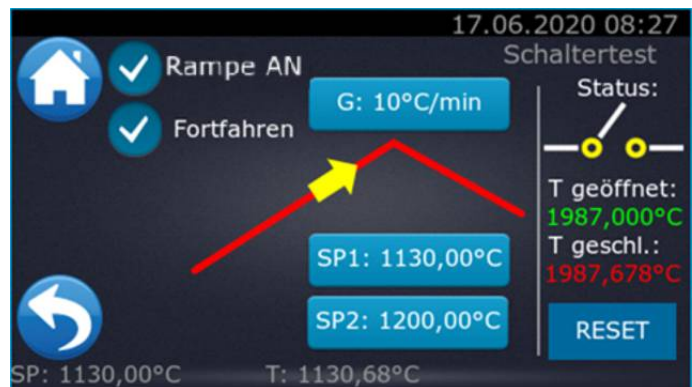 17.06.2020 08:27
Schaltertest
Rampe AN
Fortfahren
G: 10°C/min
SP1: 1130,00°C
SP2: 1200,00°C
Status:
T geöffnet:
1987,000°C
T geschl.:
1987,678°C
RESET
SP: 1130,00°C T: 1130,68°C